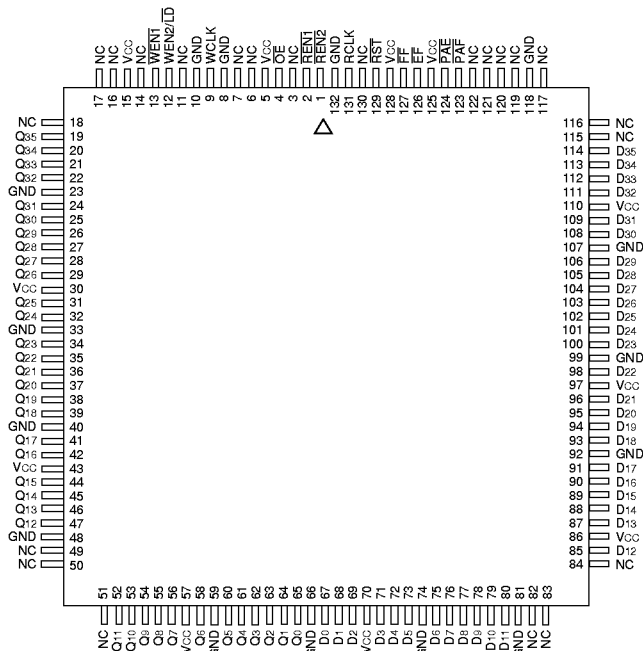 NC NC VCC NC WEN1 WEN2/LD NC GND WCLK GND NC NC VCC OE NC REN1 REN2 GND RCLK NC RST VCC FF EF VCC PAE PAF NC NC NC NC GND NC
17 16 15 14 13 12 11 10 9 8 7 6 5 4 3 2 1 132 131 130 129 128 127 126 125 124 123 122 121 120 119 118 117
NC 18
Q35 19
Q34 20
Q33 21
Q32 22
GND 23
Q31 24
Q30 25
Q29 26
Q28 27
Q27 28
Q26 29
VCC 30
Q25 31
Q24 32
GND 33
Q23 34
Q22 35
Q21 36
Q20 37
Q19 38
Q18 39
GND 40
Q17 41
Q16 42
VCC 43
Q15 44
Q14 45
Q13 46
Q12 47
GND 48
NC 49
NC 50
116 NC
115 NC
114 D35
113 D34
112 D33
111 D32
110 VCC
109 D31
108 D30
107 GND
106 D29
105 D28
104 D27
103 D26
102 D25
101 D24
100 D23
99 GND
98 D22
97 VCC
96 D21
95 D20
94 D19
93 D18
92 GND
91 D17
90 D16
89 D15
88 D14
87 D13
86 VCC
85 D12
84 NC
51 52 53 54 55 56 57 58 59 60 61 62 63 64 65 66 67 68 69 70 71 72 73 74 75 76 77 78 79 80 81 82 83
NC Q11 Q10 Q9 Q8 Q7 VCC Q6 GND Q5 Q4 Q3 Q2 Q1 Q0 GND D0 D1 D2 VCC D3 D4 D5 GND D6 D7 D8 D9 D10 D11 GND NC NC